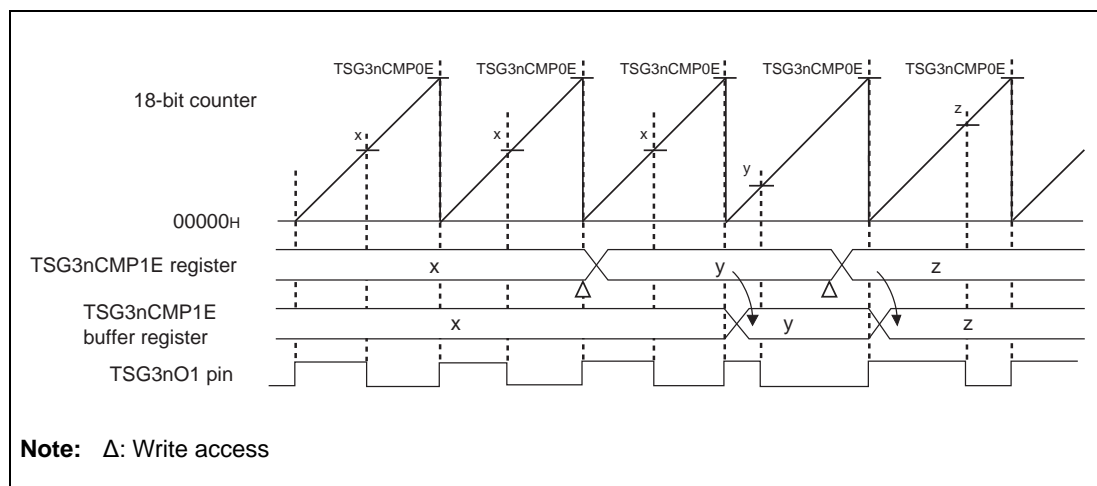 TSG3nCMP0E TSG3nCMP0E TSG3nCMP0E TSG3nCMP0E TSG3nCMP0E
18-bit counter
x x x y z
00000H
TSG3nCMP1E register x y z
TSG3nCMP1E
buffer register x y z
TSG3nO1 pin
Note: Δ: Write access